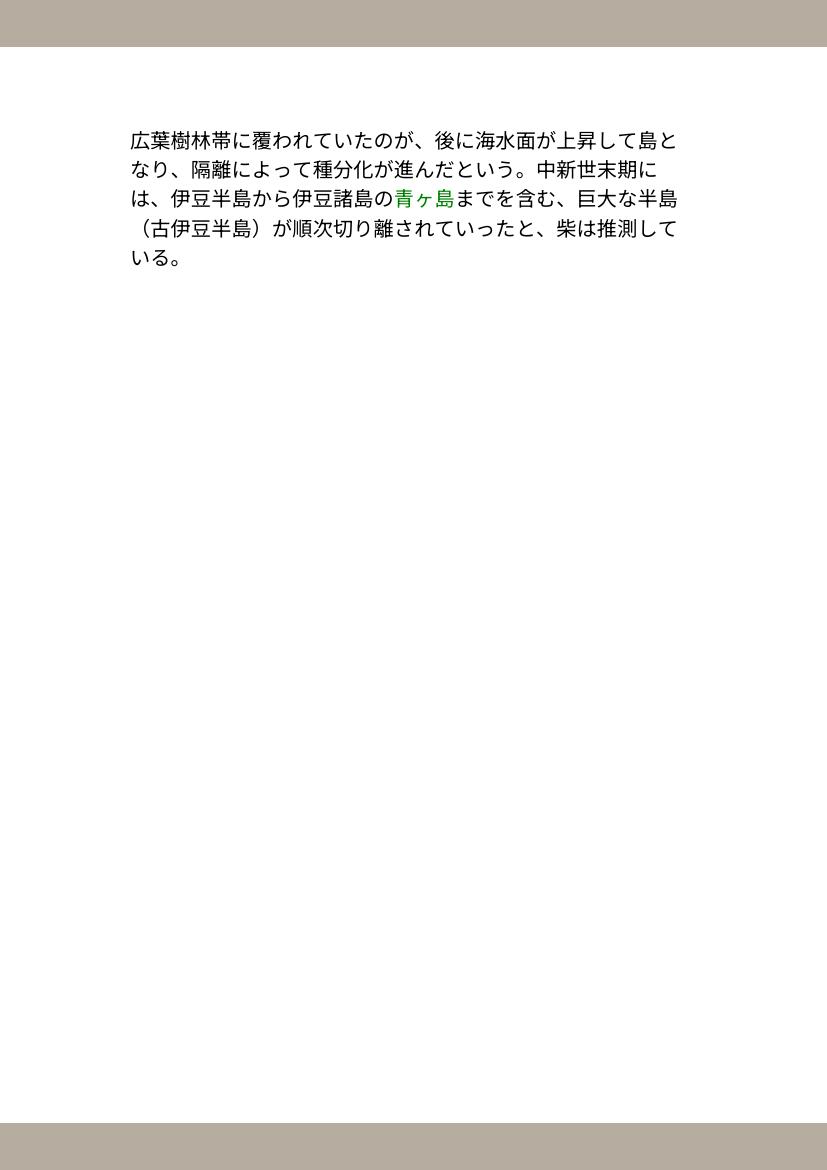 広葉樹林帯に覆われていたのが、後に海水面が上昇して島と
なり、隔離によって種分化が進んだという。中新世末期に
は、伊豆半島から伊豆諸島の青ヶ島までを含む、巨大な半島
（古伊豆半島）が順次切り離されていったと、柴は推測して
いる。